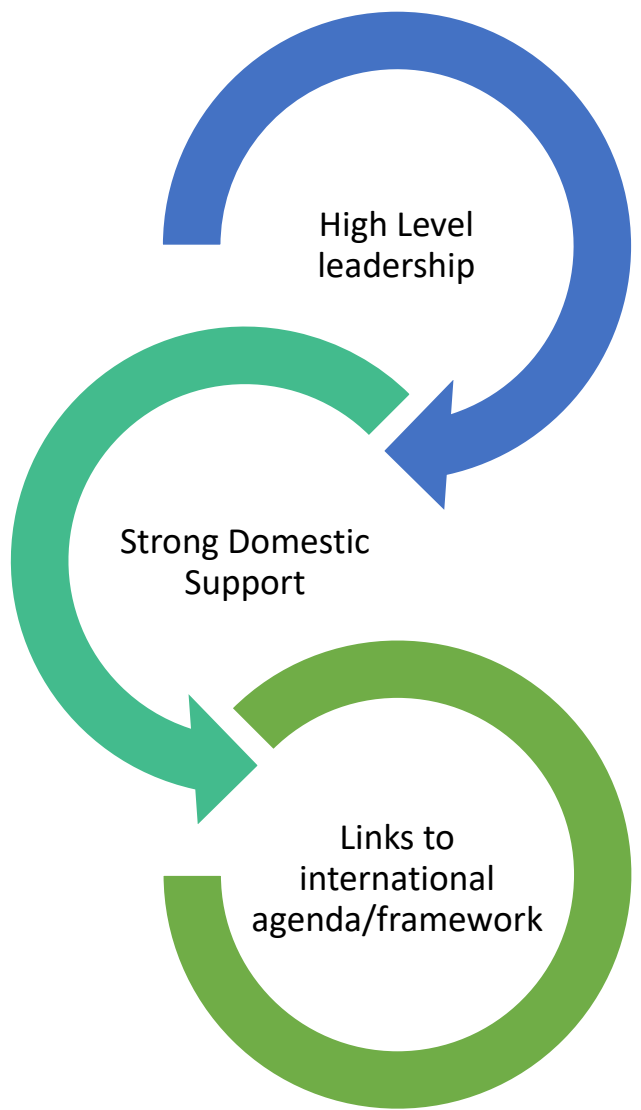 High Level
leadership
Strong Domestic
Support
Links to
international
agenda/framework